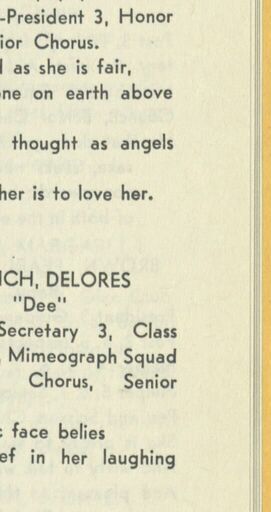 -President 3, Honor
ior Chorus.
as she is fair,
one on earth above
thought as angels
her is to love her.
ICH, DELORES
"Dee"
Secretary 3, Class
, Mimeograph Squad
Chorus, Senior
face belies
ef in her laughing